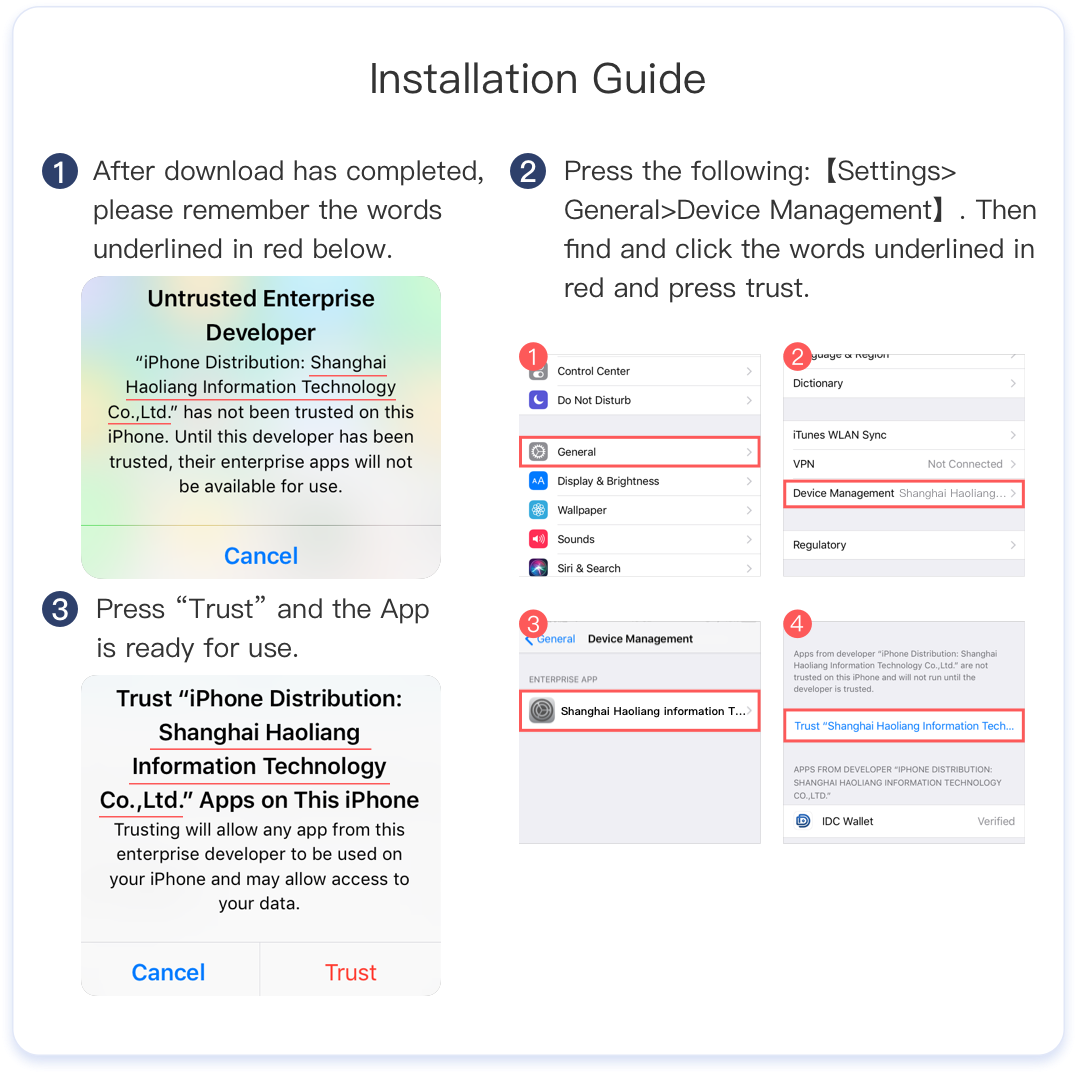 Installation Guide
1
After download has completed,
please remember the words
underlined in red below.
Untrusted Enterprise
Developer
“iPhone Distribution: Shanghai
Haoliang Information Technology
Co.,Ltd.” has not been trusted on this
iPhone. Until this developer has been
trusted, their enterprise apps will not
be available for use.
Cancel
2
Press the following:【Settings>
General>Device Management】. Then
find and click the words underlined in
red and press trust.
1
Control Center
Do Not Disturb
General
AA Display & Brightness
Wallpaper
Sounds
Siri & Search
2
guage & Region
Dictionary
iTunes WLAN Sync
VPN Not Connected
Device Management Shanghai Haoliang...
Regulatory
3
General Device Management
ENTERPRISE APP
Shanghai Haoliang information T...
4
Apps from developer “iPhone Distribution: Shanghai
Haoliang Information Technology Co.,Ltd.” are not
trusted on this iPhone and will not run until the
developer is trusted.
Trust “Shanghai Haoliang Information Tech...
APPS FROM DEVELOPER “IPHONE DISTRIBUTION:
SHANGHAI HAOLIANG INFORMATION TECHNOLOGY
CO.,LTD.”
IDC Wallet Verified
3
Press “Trust” and the App
is ready for use.
Trust “iPhone Distribution:
Shanghai Haoliang
Information Technology
Co.,Ltd.” Apps on This iPhone
Trusting will allow any app from this
enterprise developer to be used on
your iPhone and may allow access to
your data.
Cancel Trust